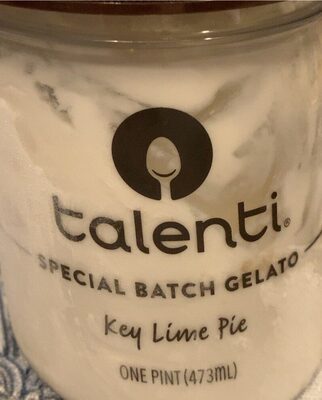 talenti®
SPECIAL BATCH GELATO
Key Lime Pie
ONE PINT (473mL)